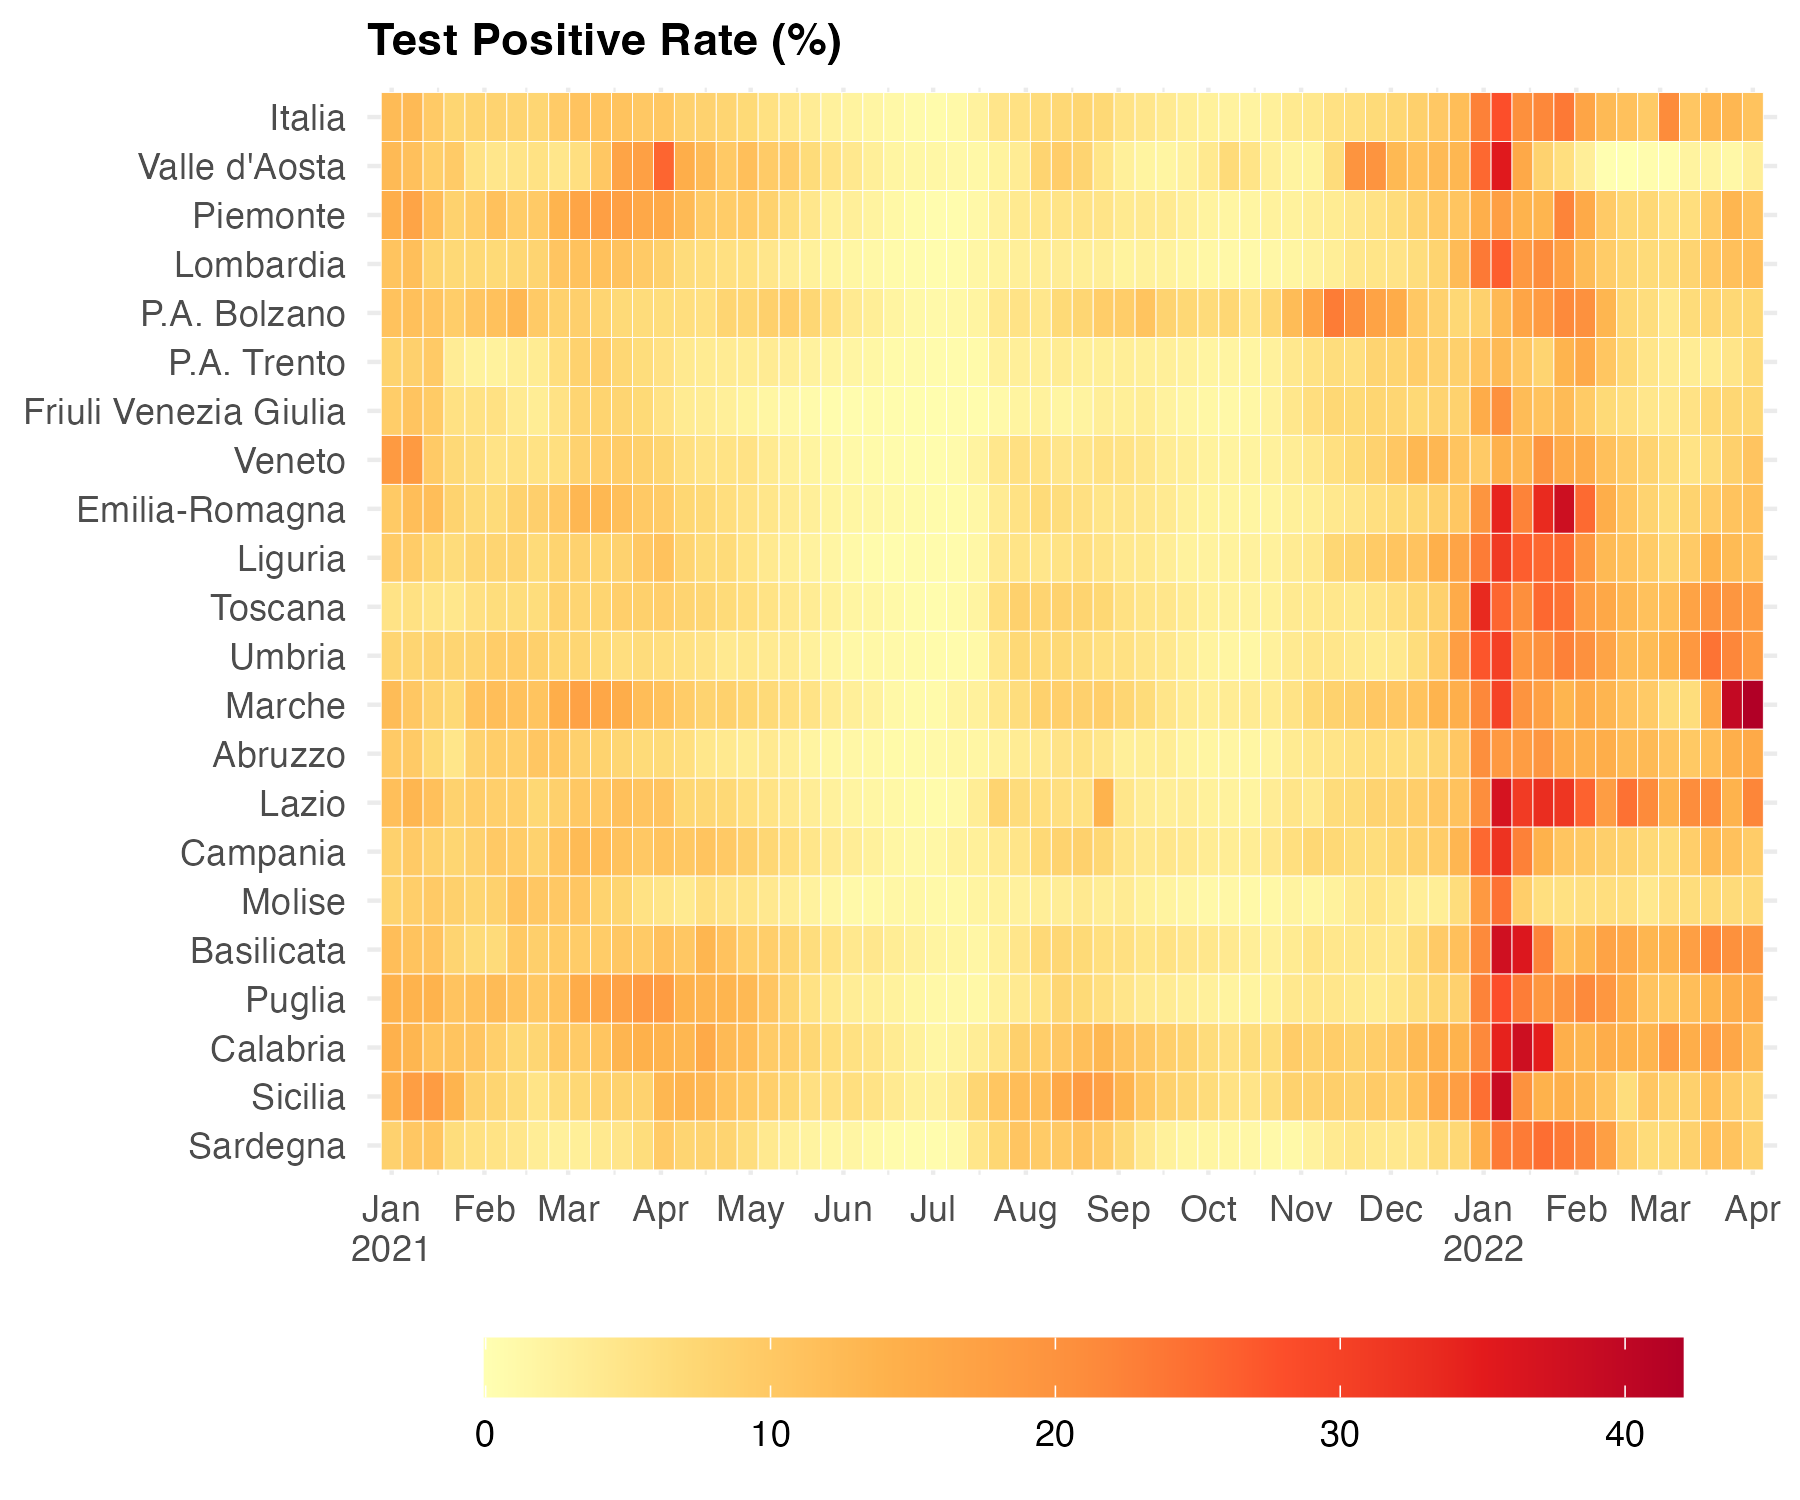 Test Positive Rate (%)
Italia
Valle d'Aosta
Piemonte
Lombardia
P.A. Bolzano
P.A. Trento
Friuli Venezia Giulia
Veneto
Emilia-Romagna
Liguria
Toscana
Umbria
Marche
Abruzzo
Lazio
Campania
Molise
Basilicata
Puglia
Calabria
Sicilia
Sardegna
Jan Feb Mar Apr May Jun Jul Aug Sep Oct Nov Dec Jan Feb Mar Apr
2021 2022
0 10 20 30 40